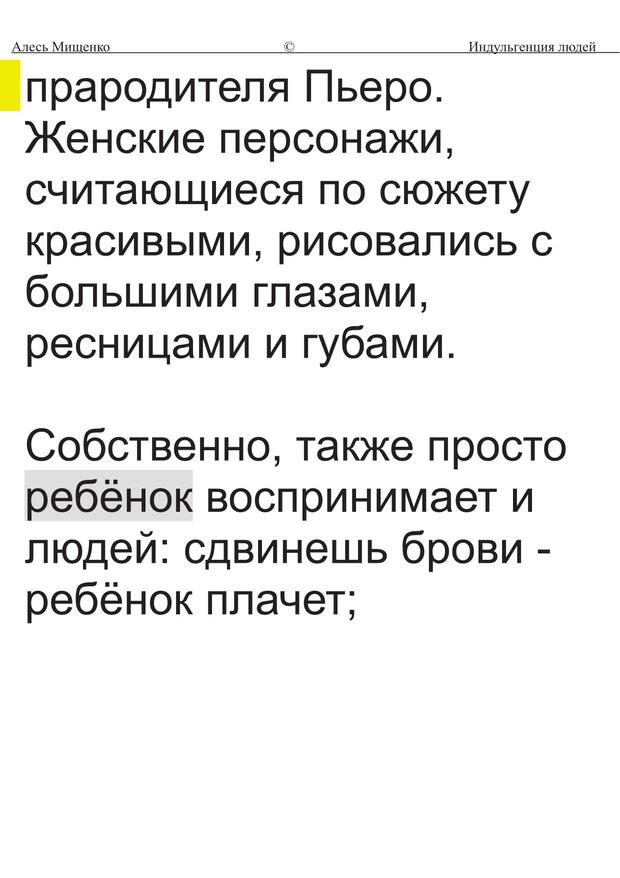 Алесь Мищенко © Индульгенция людей
прародителя Пьеро.
Женские персонажи,
считающиеся по сюжету
красивыми, рисовались с
большими глазами,
ресницами и губами.
Собственно, также просто
ребёнок воспринимает и
людей: сдвинешь брови -
ребёнок плачет;